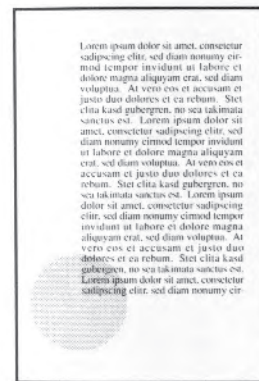 Lorem ipsum dolor sit amet, consetetur
sadipscing elitr, sed diam nonumy eir-
mod tempor invidunt ut labore et
dolore magna aliquyam erat, sed diam
voluptua. At vero eos et accusam et
justo duo dolores et ea rebum. Stet
clita kasd gubergren, no sea takimata
sanctus est. Lorem ipsum dolor sit
amet, consetetur sadipscing elitr, sed
diam nonumy eirmod tempor invidunt
ut labore et dolore magna aliquyam
erat, sed diam voluptua. At vero eos et
accusam et justo duo dolores et ea
rebum. Stet clita kasd gubergren, no
sea takimata sanctus est. Lorem ipsum
dolor sit amet, consetetur sadipscing
elitr, sed diam nonumy eirmod tempor
invidunt ut labore et dolore magna
aliquyam erat, sed diam voluptua. At
vero eos et accusam et justo duo
dolores et ea rebum. Stet clita kasd
gubergren, no sea takimata sanctus est.
Lorem ipsum dolor sit amet, consetetur
sadipscing elitr, sed diam nonumy eir-